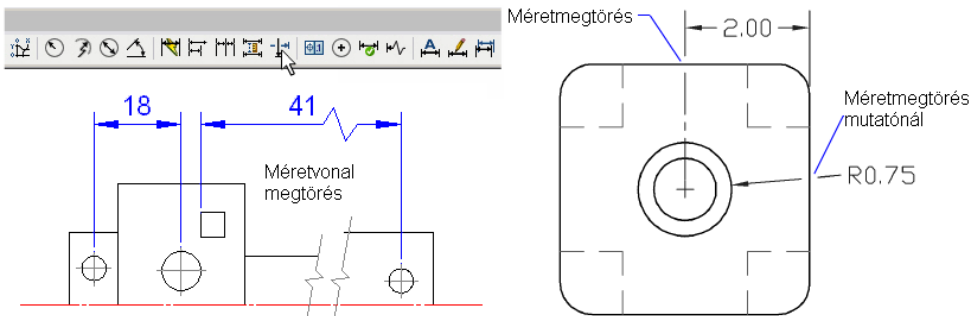 Méretmegtörés
2.00
18
41
Méretvonal
megtörés
Méretmegtörés
mutatónál
R0.75